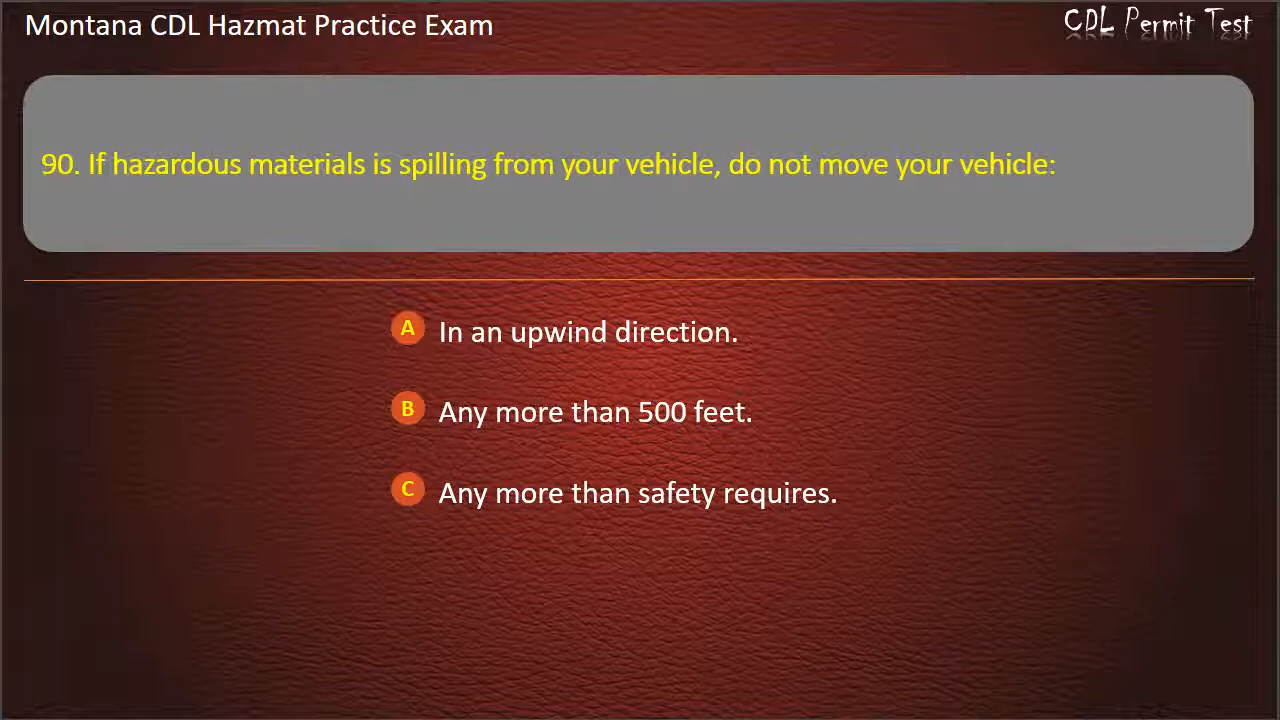 Montana CDL Hazmat Practice Exam
CDL Permit Test
90. If hazardous materials is spilling from your vehicle, do not move your vehicle:
A In an upwind direction.
B Any more than 500 feet.
C Any more than safety requires.